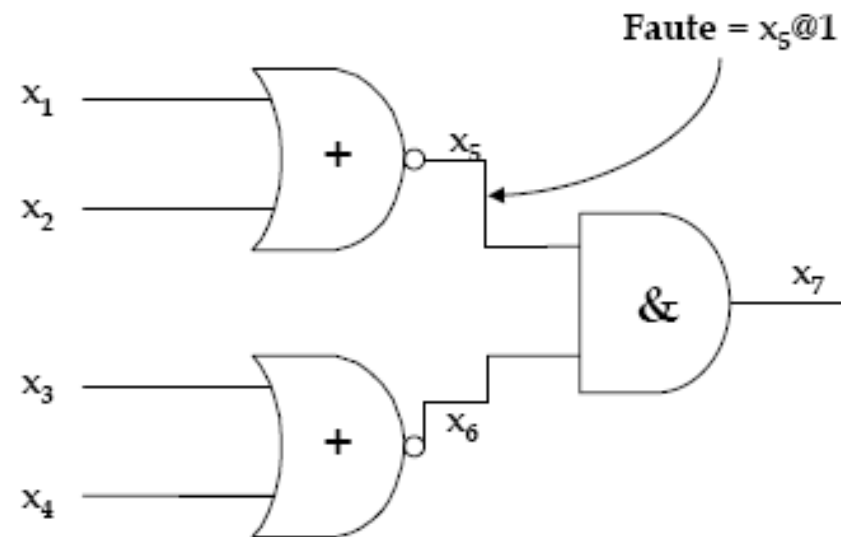 Faute = x₅@1
x₁
+
x₅
x₂
x₇
&
x₃
x₆
+
x₄